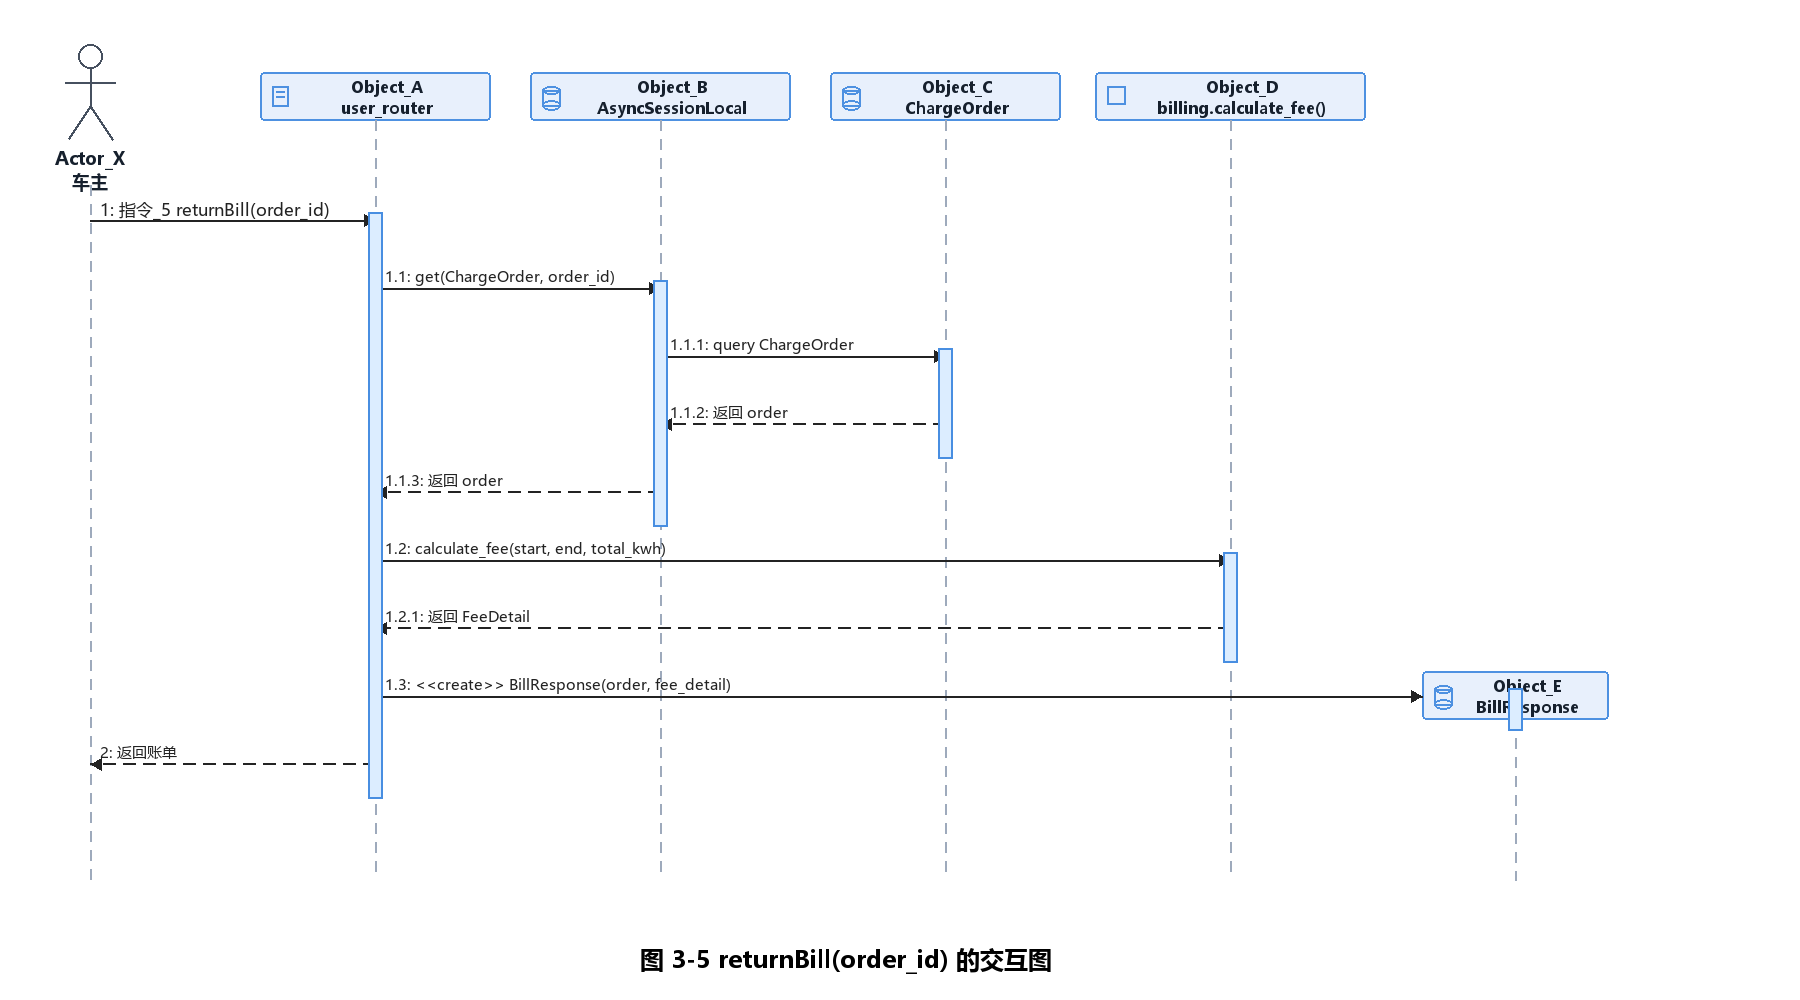 Actor_X
车主
Object_A
user_router
Object_B
AsyncSessionLocal
Object_C
ChargeOrder
Object_D
billing.calculate_fee()
1: 指令_5 returnBill(order_id)
1.1: get(ChargeOrder, order_id)
1.1.1: query ChargeOrder
1.1.2: 返回 order
1.1.3: 返回 order
1.2: calculate_fee(start, end, total_kwh)
1.2.1: 返回 FeeDetail
1.3: <<create>> BillResponse(order, fee_detail)
Object_E
BillResponse
2: 返回账单
图 3-5 returnBill(order_id) 的交互图